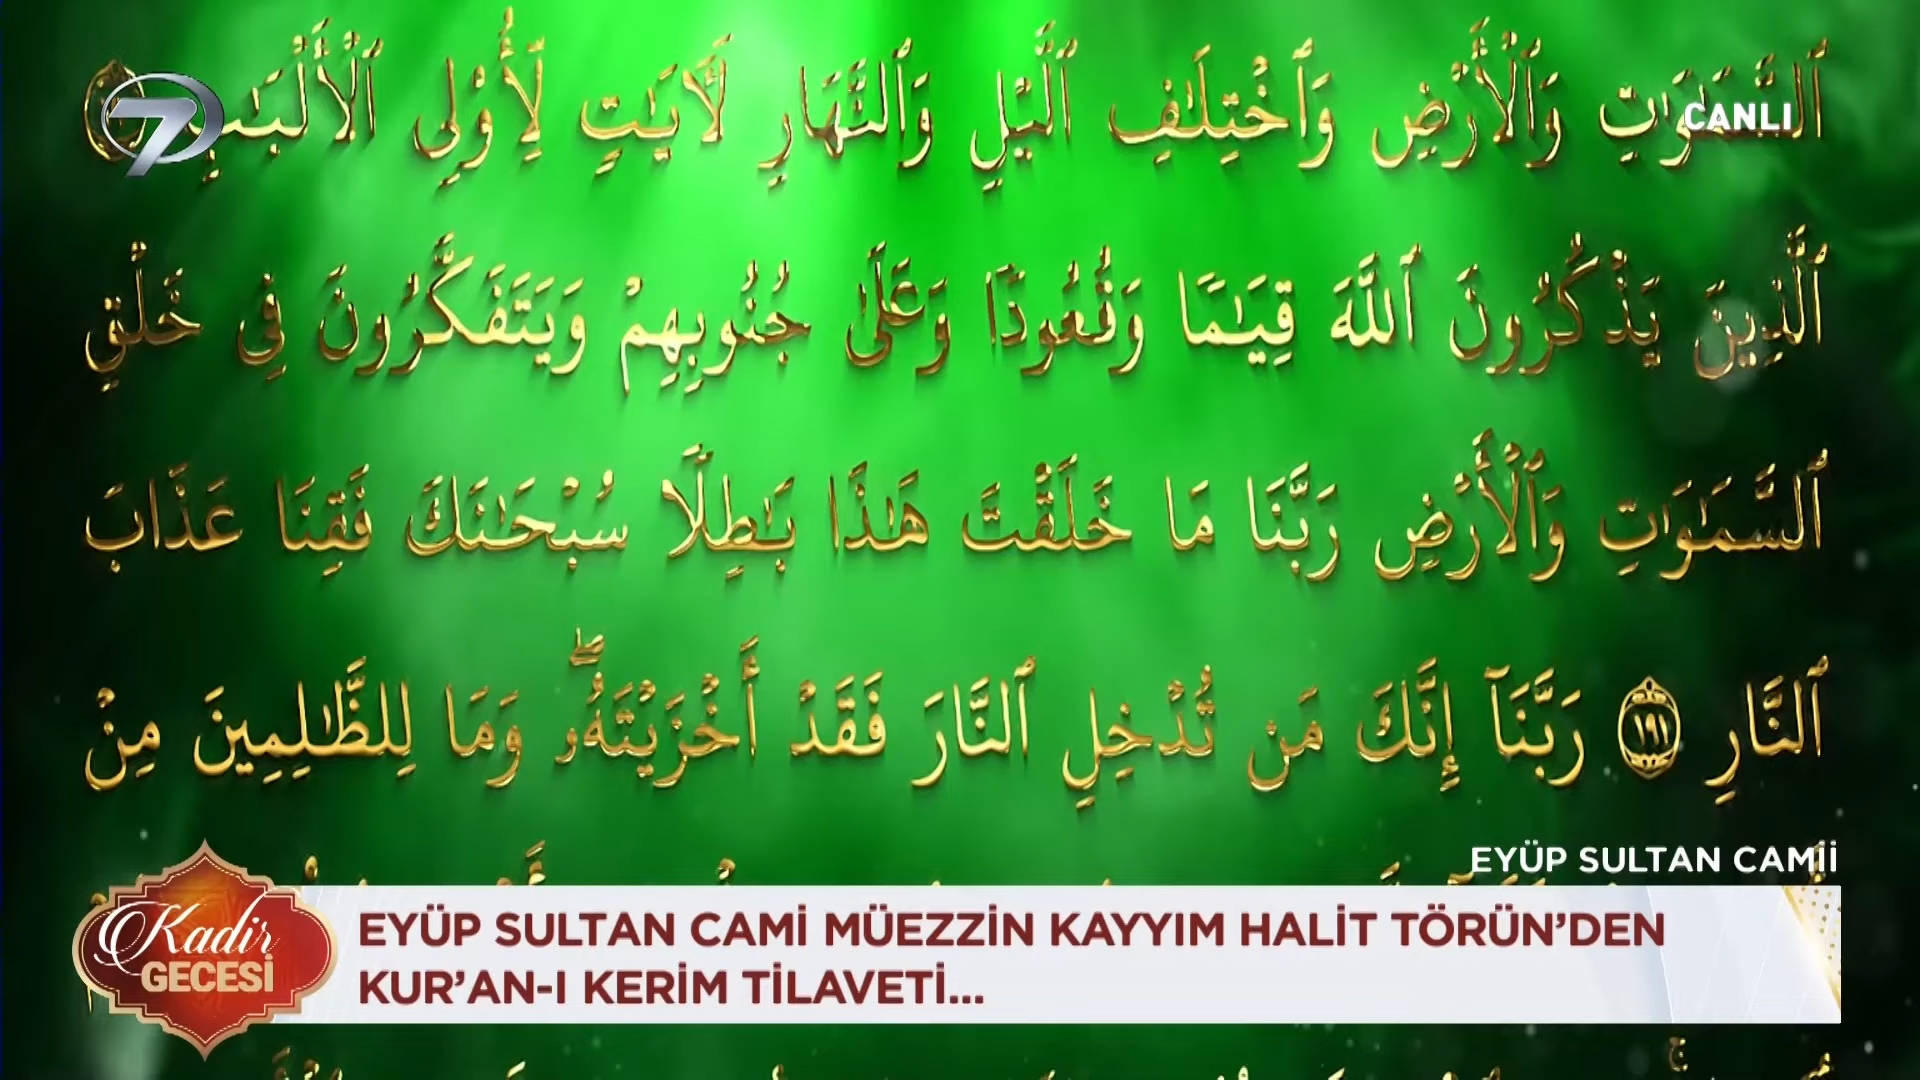 ٱلسَّمَٰوَٰتِ وَٱلْأَرْضِ وَٱخْتِلَٰفِ ٱلَّيْلِ وَٱلنَّهَارِ لَءَايَٰتٍ لِّأُو۟لِى ٱلْأَلْبَٰبِ
7
CANLI
ٱلَّذِينَ يَذْكُرُونَ ٱللَّهَ قِيَٰمًا وَقُعُودًا وَعَلَىٰ جُنُوبِهِمْ وَيَتَفَكَّرُونَ فِى خَلْقِ
ٱلسَّمَٰوَٰتِ وَٱلْأَرْضِ رَبَّنَا مَا خَلَقْتَ هَٰذَا بَٰطِلًا سُبْحَٰنَكَ فَقِنَا عَذَابَ
ٱلنَّارِ ١٩١ رَبَّنَآ إِنَّكَ مَن تُدْخِلِ ٱلنَّارَ فَقَدْ أَخْزَيْتَهُۥ ۖ وَمَا لِلظَّٰلِمِينَ مِنْ
EYÜP SULTAN CAMİİ
Kadir
GECESİ
EYÜP SULTAN CAMİ MÜEZZİN KAYYIM HALİT TÖRÜN’DEN
KUR’AN-I KERİM TİLAVETİ...